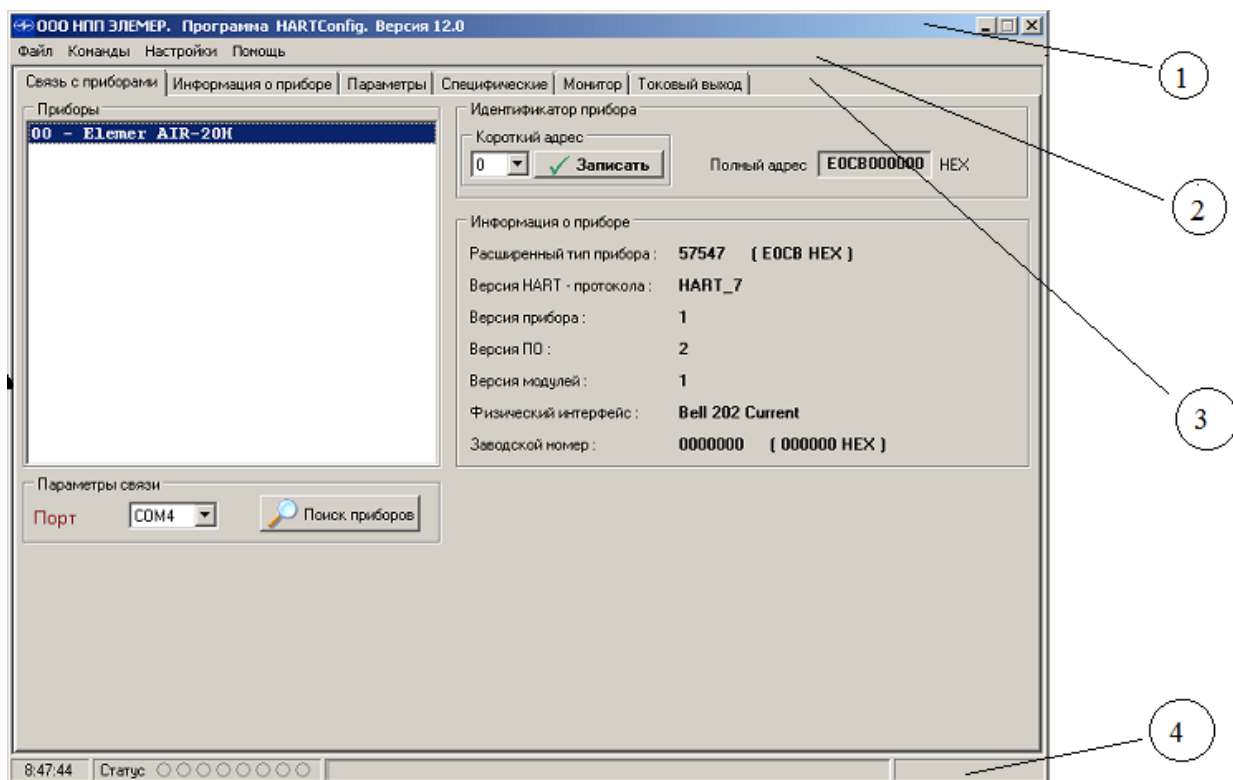 ООО НПП ЭЛЕМЕР. Программа HARTConfig. Версия 12.0
Файл Команды Настройки Помощь
Связь с приборами Информация о приборе Параметры Специфические Монитор Токовый выход
Приборы
00 - Elemer AIR-20H
Идентификатор прибора
Короткий адрес
0 Записать Полный адрес E0CB000000 HEX
Информация о приборе
Расширенный тип прибора : 57547 ( E0CB HEX )
Версия HART - протокола : HART_7
Версия прибора : 1
Версия ПО : 2
Версия модулей : 1
Физический интерфейс : Bell 202 Current
Заводской номер : 0000000 ( 000000 HEX )
Параметры связи
Порт COM4 Поиск приборов
8:47:44 Статус
1
2
3
4